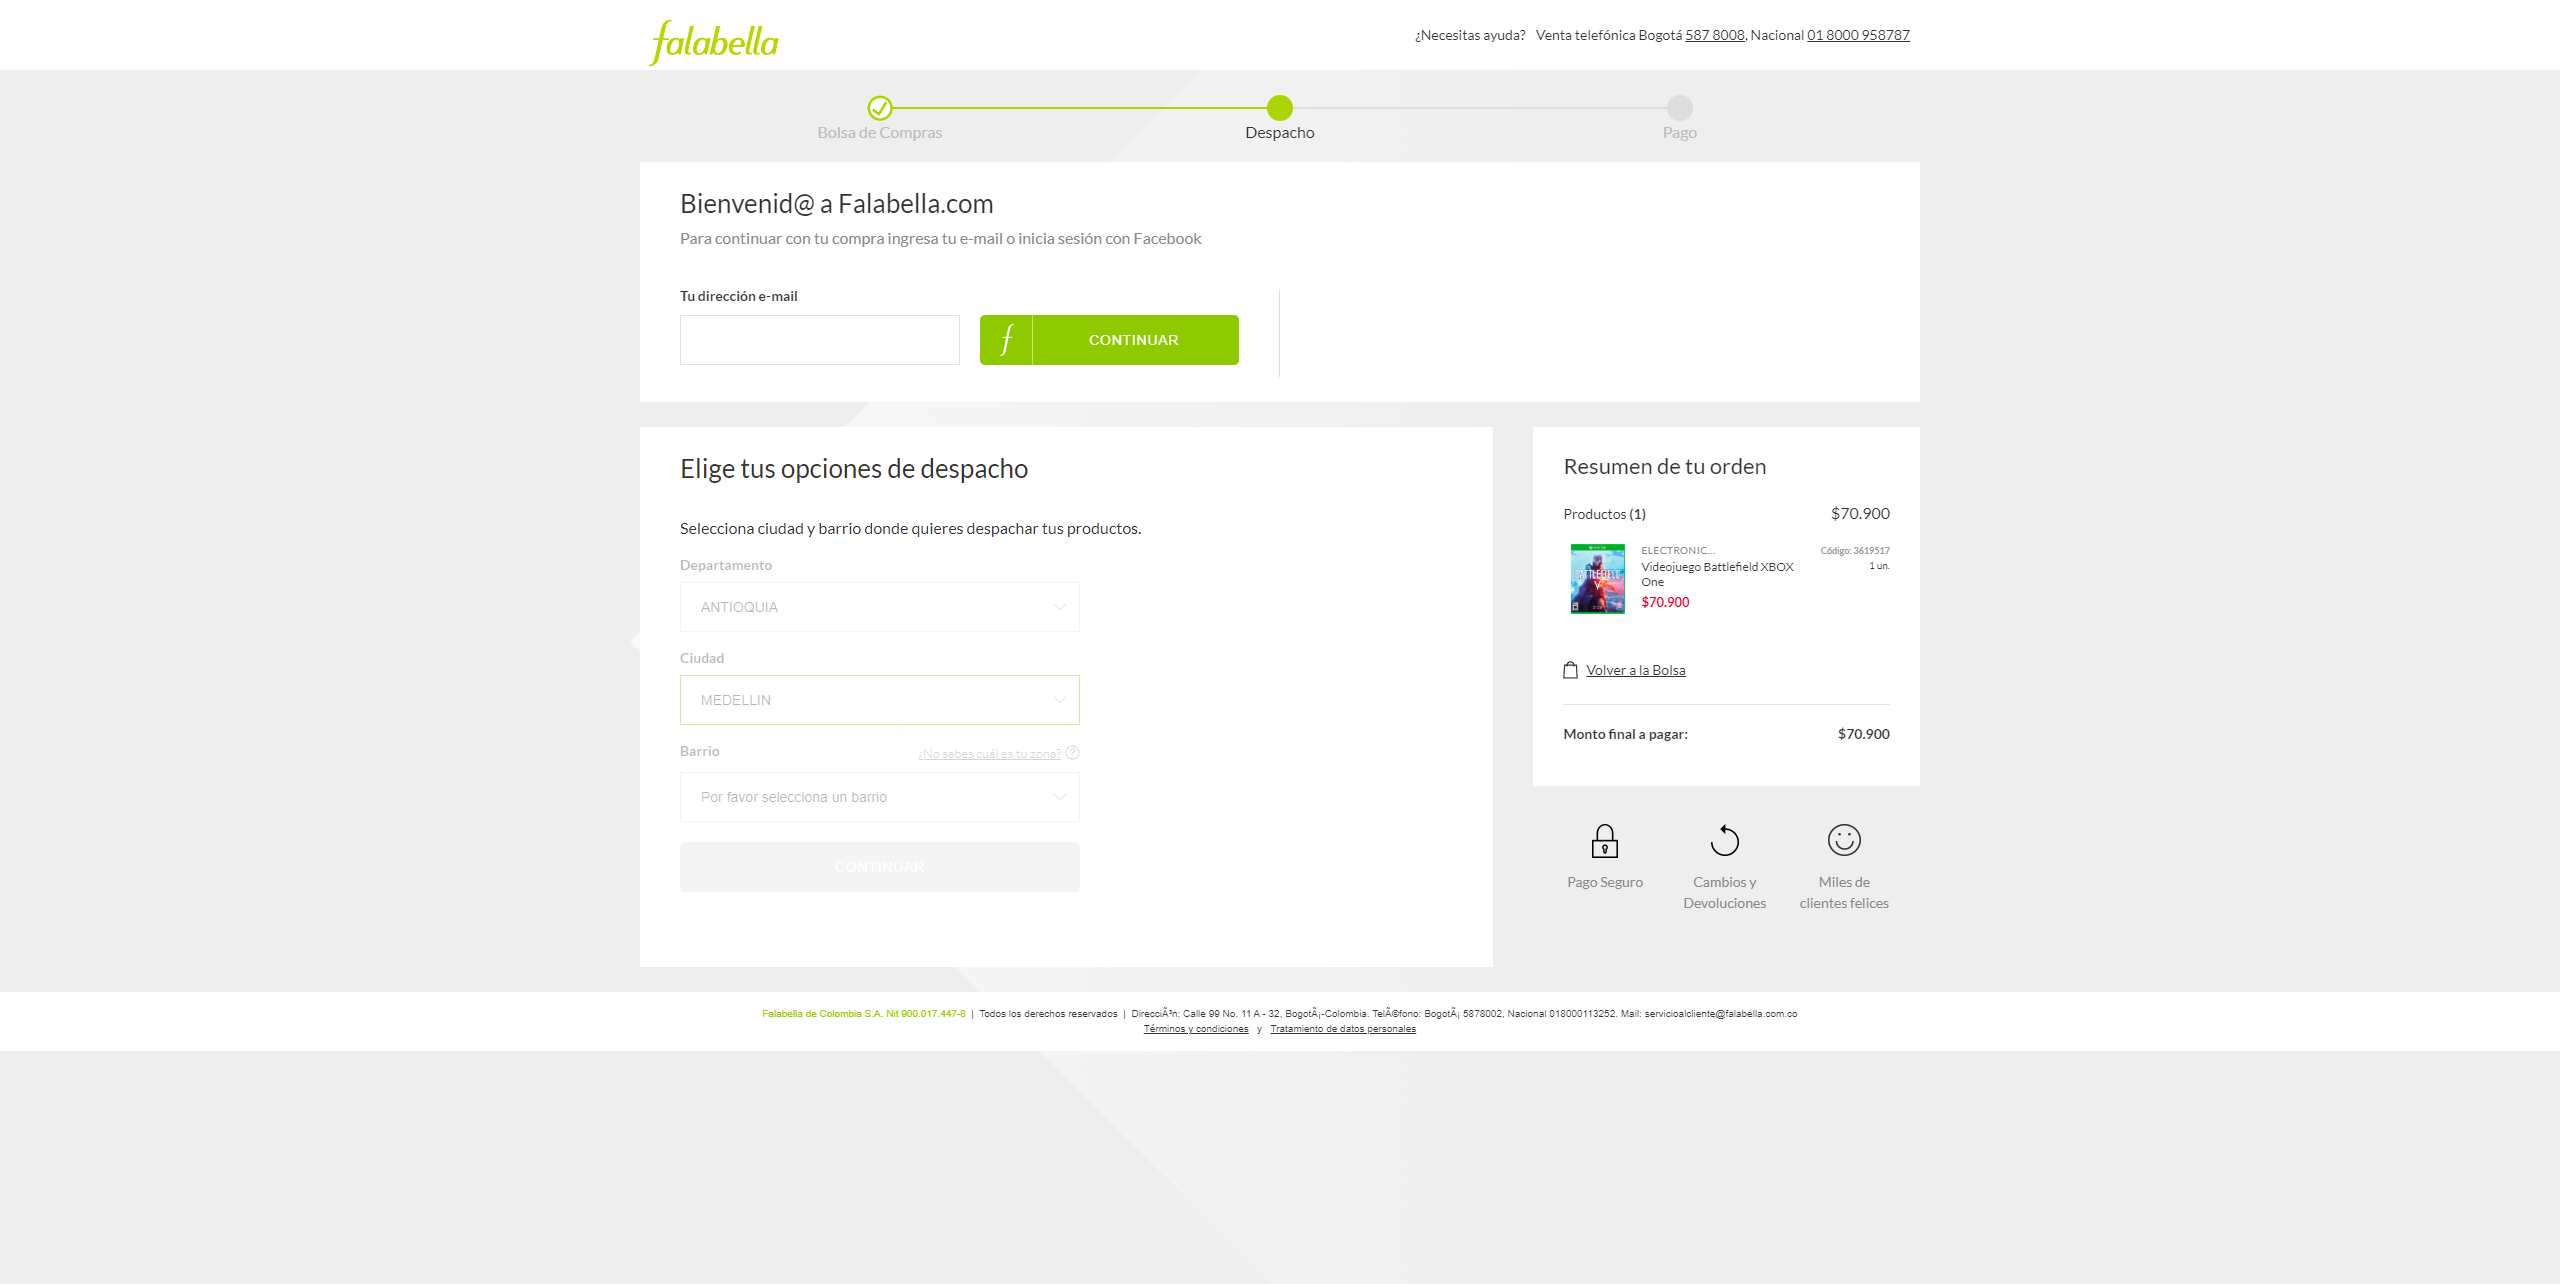 falabella
¿Necesitas ayuda? Venta telefónica Bogotá 587 8008, Nacional 01 8000 958787
Bolsa de Compras
Despacho
Pago
Bienvenid@ a Falabella.com
Para continuar con tu compra ingresa tu e-mail o inicia sesión con Facebook
Tu dirección e-mail
f CONTINUAR
Elige tus opciones de despacho
Selecciona ciudad y barrio donde quieres despachar tus productos.
Departamento
ANTIOQUIA
Ciudad
MEDELLIN
Barrio
¿No sabes cuál es tu zona? ?
Por favor selecciona un barrio
CONTINUAR
Resumen de tu orden
Productos (1) $70.900
BATTLEFIELD
V
ELECTRONIC... Código: 3619517
Videojuego Battlefield XBOX One 1 un.
$70.900
Volver a la Bolsa
Monto final a pagar: $70.900
Pago Seguro
Cambios y
Devoluciones
Miles de
clientes felices
Falabella de Colombia S.A. Nit 900.017.447-8 | Todos los derechos reservados | DirecciÃ³n: Calle 99 No. 11 A - 32, BogotÃ¡-Colombia. TelÃ©fono: BogotÃ¡ 5878002, Nacional 018000113252. Mail: servicioalcliente@falabella.com.co
Términos y condiciones y Tratamiento de datos personales